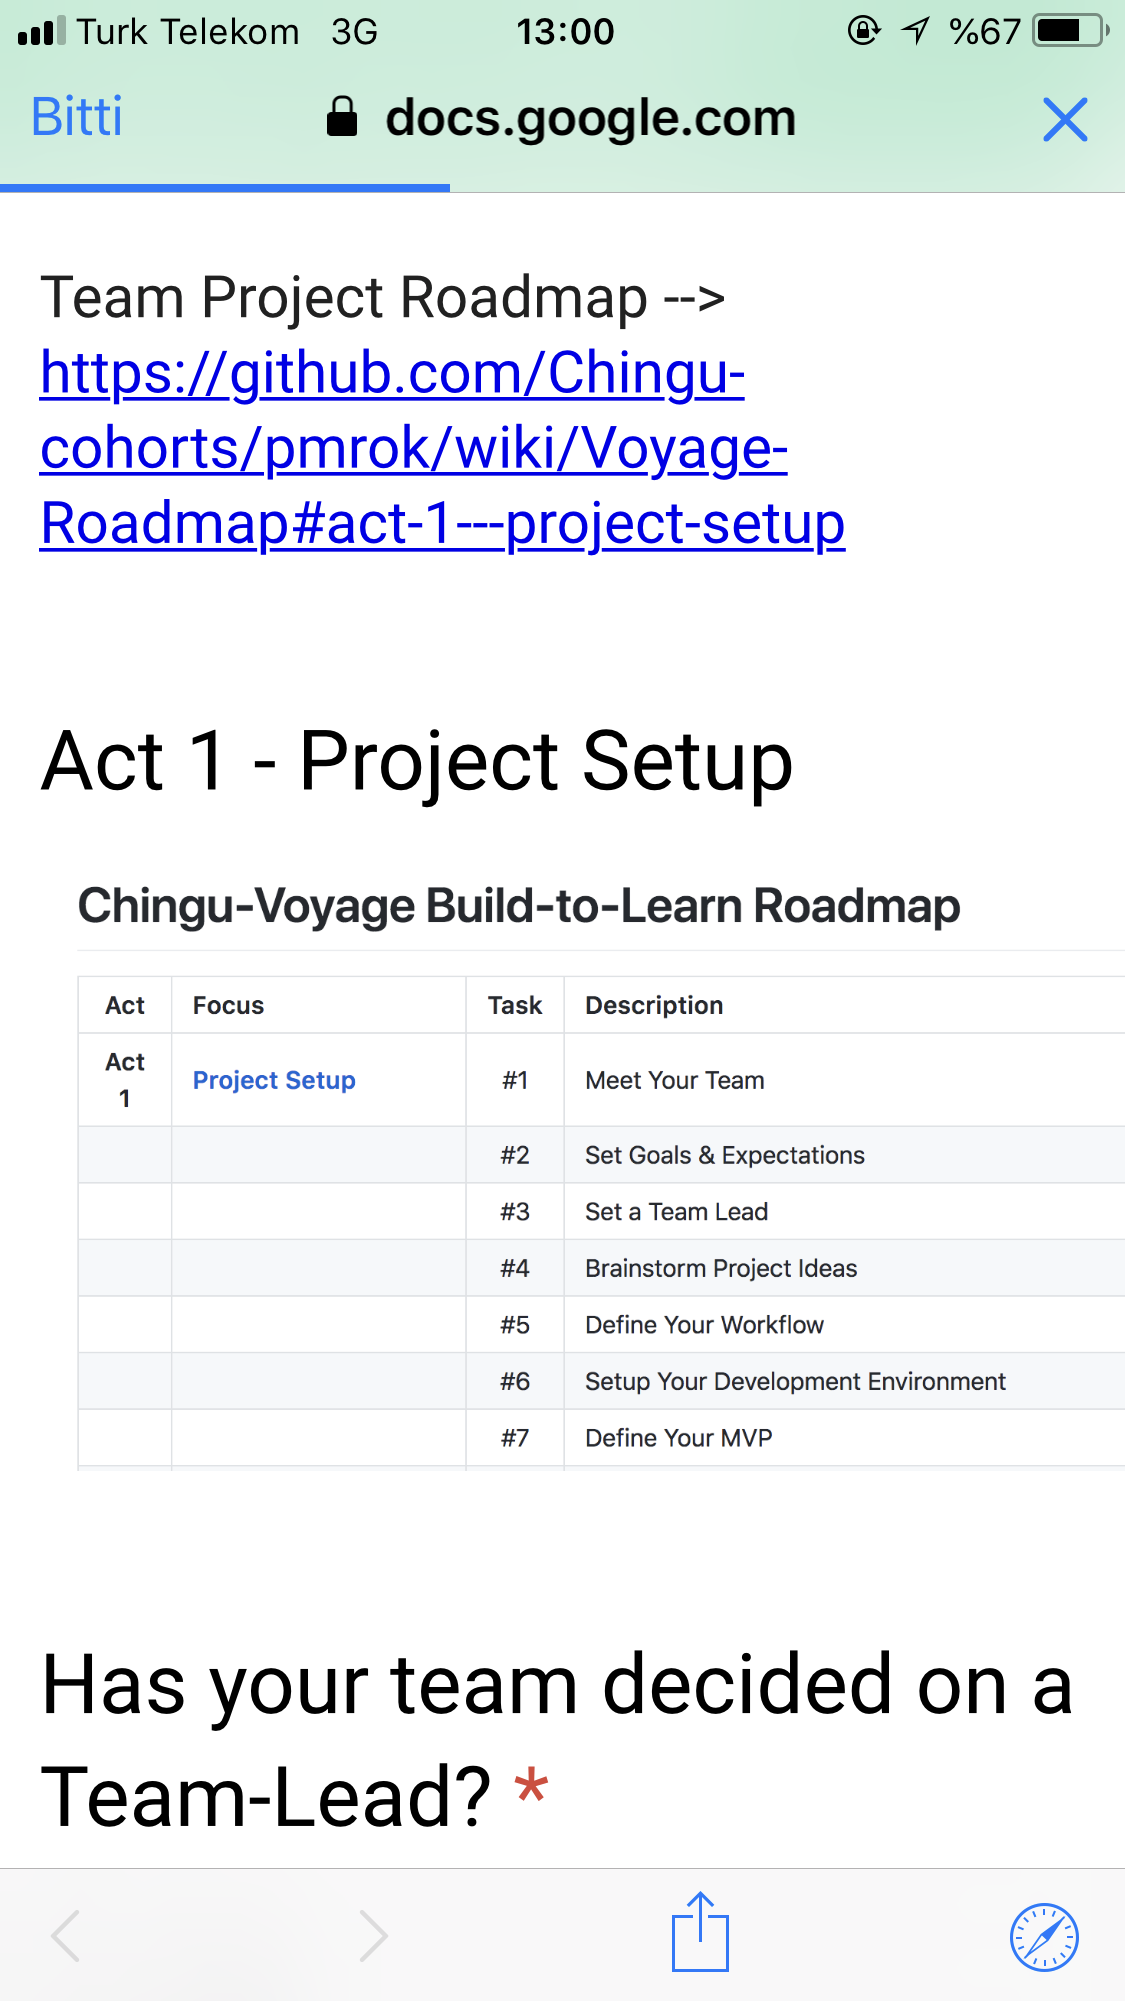 Turk Telekom 3G 13:00 %67
Bitti docs.google.com
Team Project Roadmap -->
https://github.com/Chingu-
cohorts/pmrok/wiki/Voyage-
Roadmap#act-1---project-setup
Act 1 - Project Setup
Chingu-Voyage Build-to-Learn Roadmap
Act Focus Task Description
Act 1 Project Setup #1 Meet Your Team
#2 Set Goals & Expectations
#3 Set a Team Lead
#4 Brainstorm Project Ideas
#5 Define Your Workflow
#6 Setup Your Development Environment
#7 Define Your MVP
Has your team decided on a
Team-Lead? *